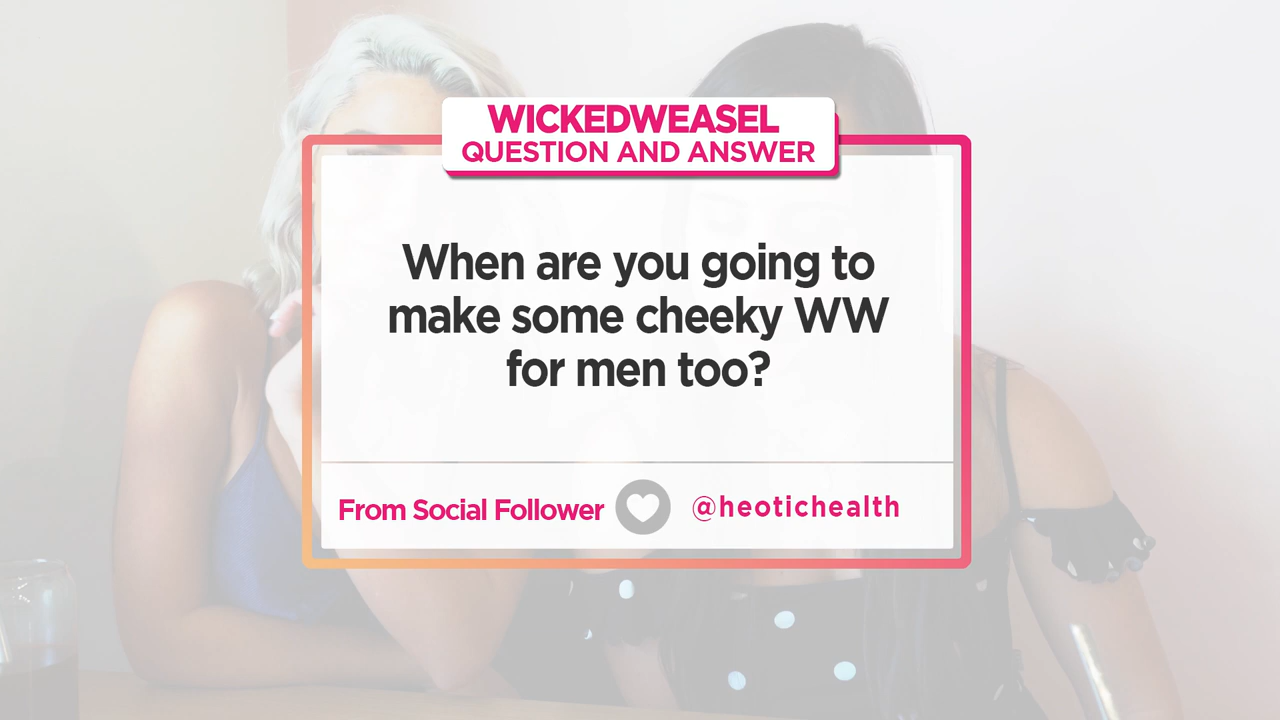 WICKEDWEASEL
QUESTION AND ANSWER
When are you going to
make some cheeky WW
for men too?
From Social Follower @heotichealth